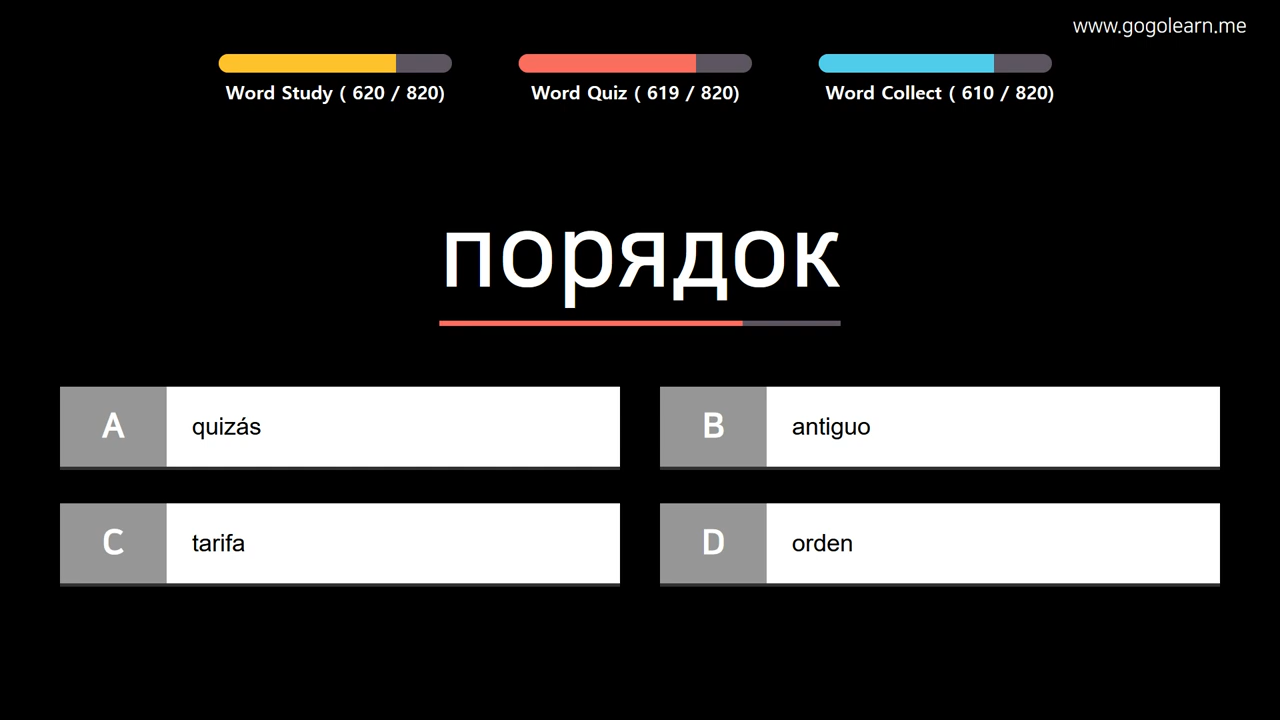 www.gogolearn.me
Word Study ( 620 / 820)
Word Quiz ( 619 / 820)
Word Collect ( 610 / 820)
порядок
A quizás
B antiguo
C tarifa
D orden